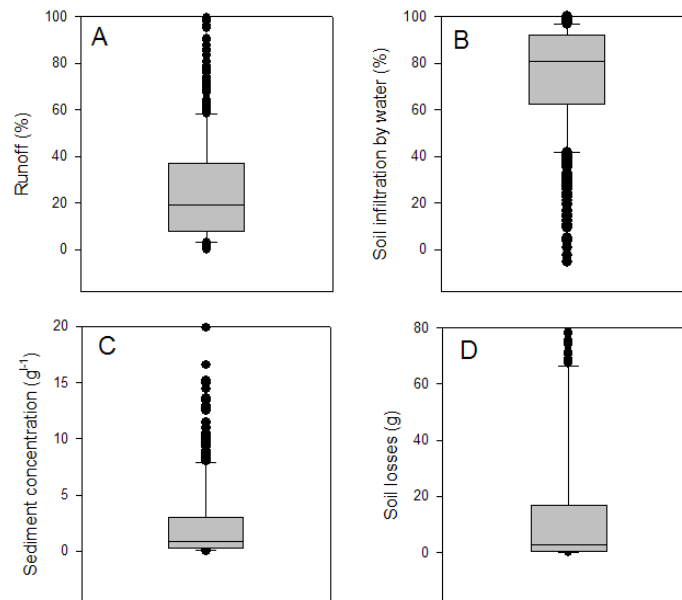 A
Runoff (%)
100
80
60
40
20
0
B
Soil infiltration by water (%)
100
80
60
40
20
0
C
Sediment concentration (g^l-1)
20
15
10
5
0
D
Soil losses (g)
80
60
40
20
0